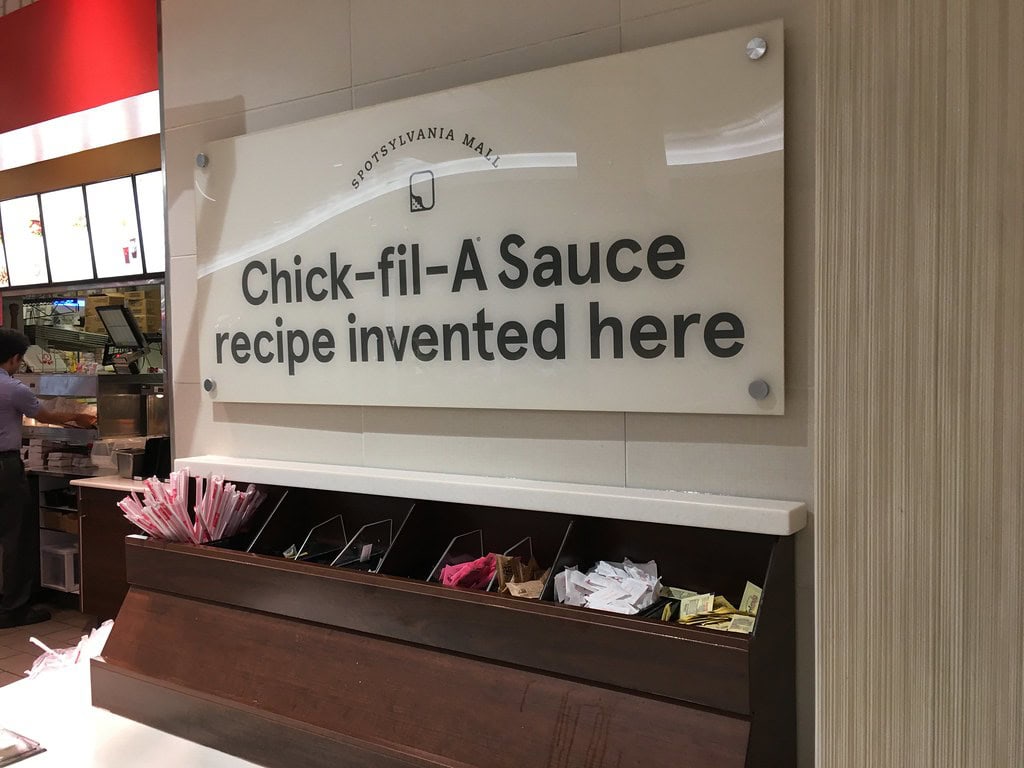 SPOTSYLVANIA MALL
Chick-fil-A® Sauce
recipe invented here